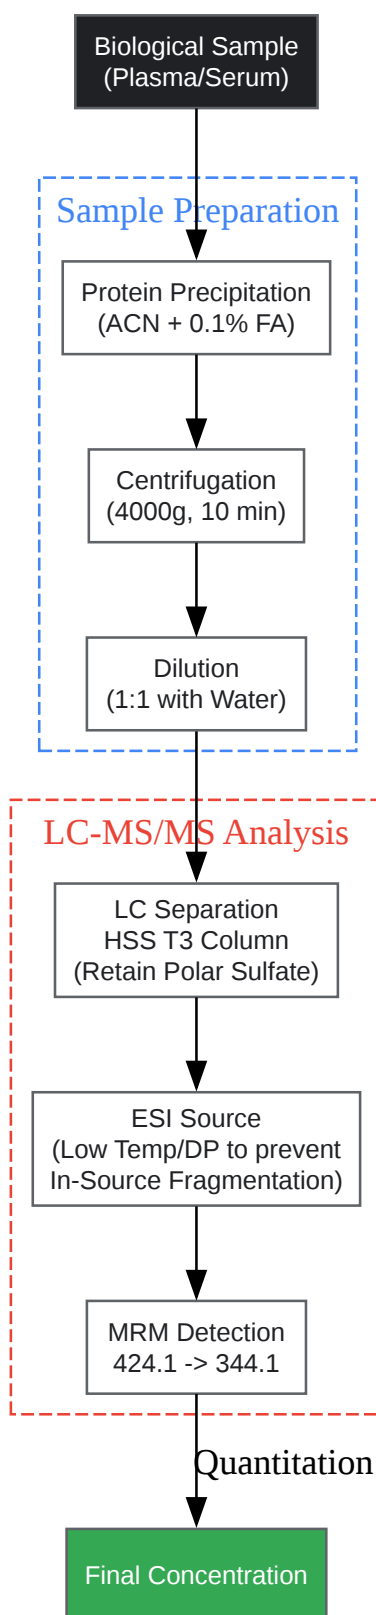 Biological Sample
(Plasma/Serum)
Sample Preparation
Protein Precipitation
(ACN + 0.1% FA)
Centrifugation
(4000g, 10 min)
Dilution
(1:1 with Water)
LC-MS/MS Analysis
LC Separation
HSS T3 Column
(Retain Polar Sulfate)
ESI Source
(Low Temp/DP to prevent
In-Source Fragmentation)
MRM Detection
424.1 -> 344.1
Quantitation
Final Concentration